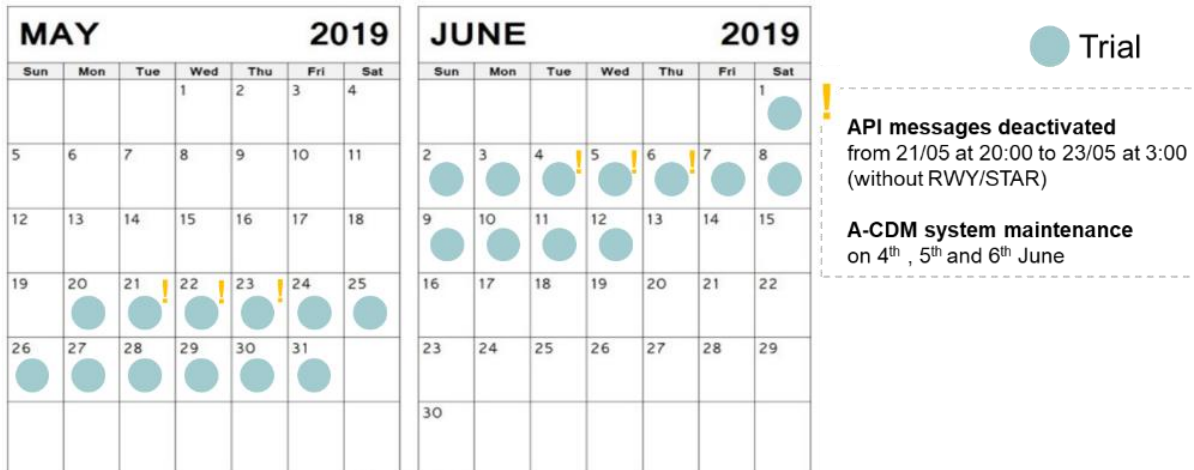 MAY 2019
Sun Mon Tue Wed Thu Fri Sat
1 2 3 4
5 6 7 8 9 10 11
12 13 14 15 16 17 18
19 20 21 ! 22 ! 23 ! 24 25
26 27 28 29 30 31
JUNE 2019
Sun Mon Tue Wed Thu Fri Sat
1
2 3 4 ! 5 ! 6 ! 7 8
9 10 11 12 13 14 15
16 17 18 19 20 21 22
23 24 25 26 27 28 29
30
Trial
!
API messages deactivated
from 21/05 at 20:00 to 23/05 at 3:00
(without RWY/STAR)
A-CDM system maintenance
on 4th , 5th and 6th June